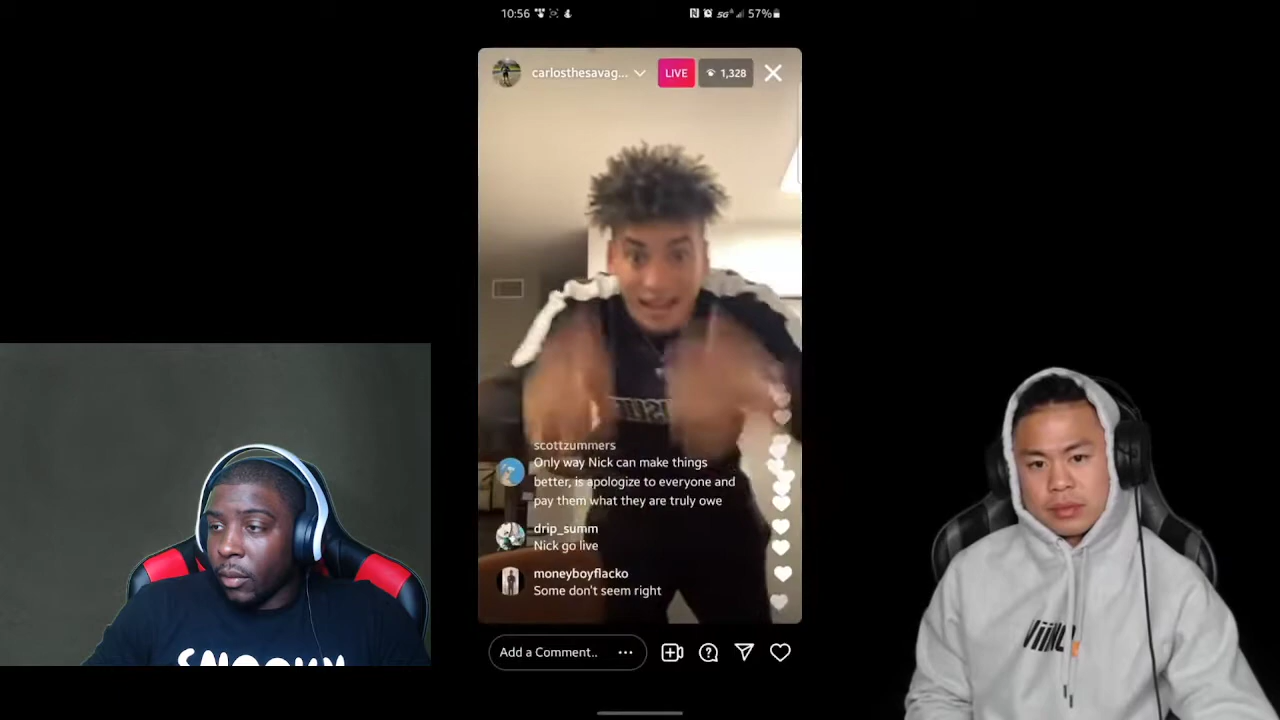 10:56
5G
57%
carlosthesavag...
LIVE
1,328
scottzummers
Only way Nick can make things
better, is apologize to everyone and
pay them what they are truly owe
drip_summ
Nick go live
moneyboyflacko
Some don't seem right
Add a Comment..